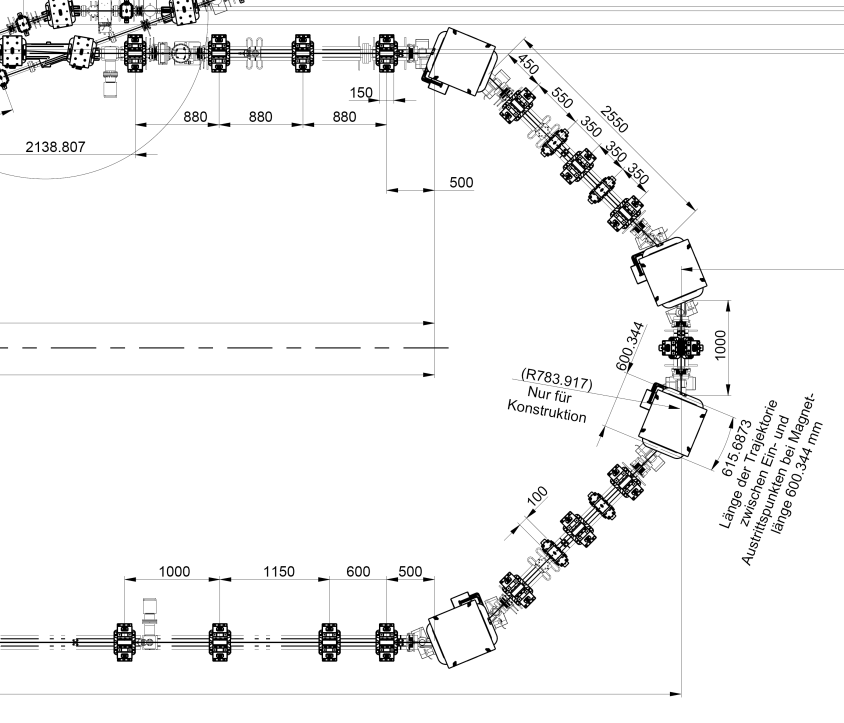 450
550
2550
150
880
880
880
350
350
350
2138.807
500
600.344
1000
(R783.917)
Nur für
Konstruktion
615.6873
Länge der Trajektorie
zwischen Ein- und
Austrittspunkten bei Magnet-
länge 600.344 mm
100
1000
1150
600
500